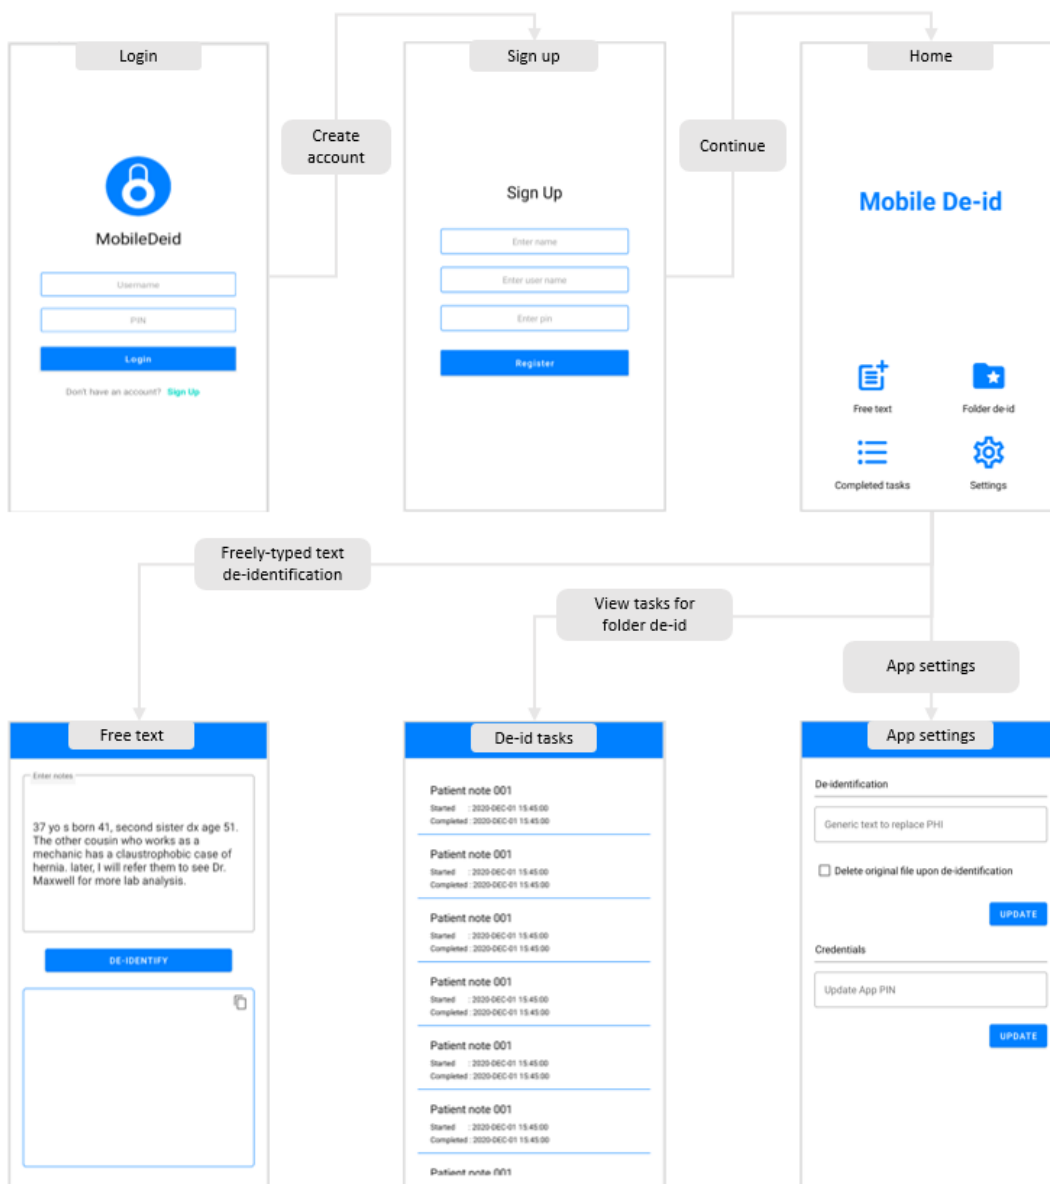 Login
Sign up
Home
Create
account
Continue
MobileDeid
Username
PIN
Login
Don't have an account? Sign Up
Sign Up
Enter name
Enter user name
Enter pin
Register
Mobile De-id
Free text
Folder de-id
Completed tasks
Settings
Freely-typed text
de-identification
View tasks for
folder de-id
App settings
Free text
Enter notes
37 yo s born 41, second sister dx age 51.
The other cousin who works as a
mechanic has a claustrophobic case of
hernia. later, I will refer them to see Dr.
Maxwell for more lab analysis.
DE-IDENTIFY
De-id tasks
Patient note 001
Started : 2020-DEC-01 15:45:00
Completed : 2020-DEC-01 15:45:00
Patient note 001
Started : 2020-DEC-01 15:45:00
Completed : 2020-DEC-01 15:45:00
Patient note 001
Started : 2020-DEC-01 15:45:00
Completed : 2020-DEC-01 15:45:00
Patient note 001
Started : 2020-DEC-01 15:45:00
Completed : 2020-DEC-01 15:45:00
Patient note 001
Started : 2020-DEC-01 15:45:00
Completed : 2020-DEC-01 15:45:00
Patient note 001
Started : 2020-DEC-01 15:45:00
Completed : 2020-DEC-01 15:45:00
Patient note 001
App settings
De-identification
Generic text to replace PHI
Delete original file upon de-identification
UPDATE
Credentials
Update App PIN
UPDATE